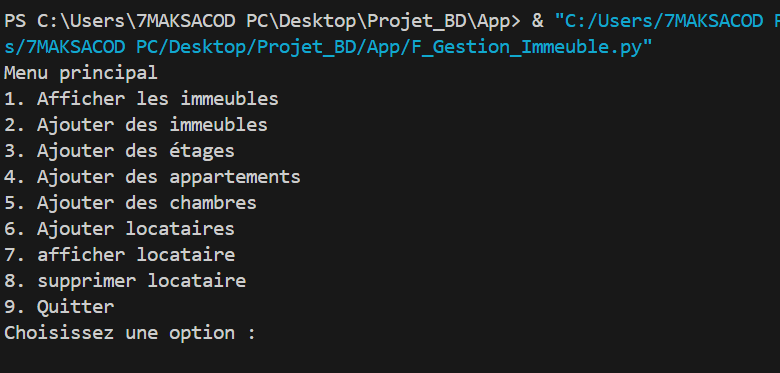 PS C:\Users\7MAKSACOD PC\Desktop\Projet_BD\App> & "C:/Users/7MAKSACOD
s/7MAKSACOD PC/Desktop/Projet_BD/App/F_Gestion_Immeuble.py"
Menu principal
1. Afficher les immeubles
2. Ajouter des immeubles
3. Ajouter des étages
4. Ajouter des appartements
5. Ajouter des chambres
6. Ajouter locataires
7. afficher locataire
8. supprimer locataire
9. Quitter
Choisissez une option :